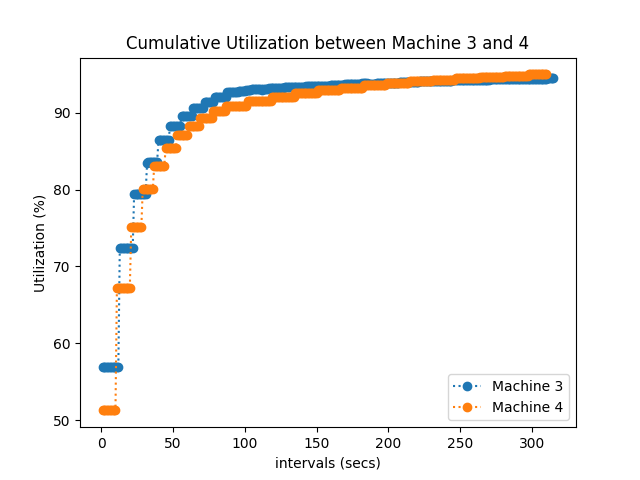 Cumulative Utilization between Machine 3 and 4
Utilization (%)
90
80
70
60
50
0 50 100 150 200 250 300
intervals (secs)
Machine 3
Machine 4